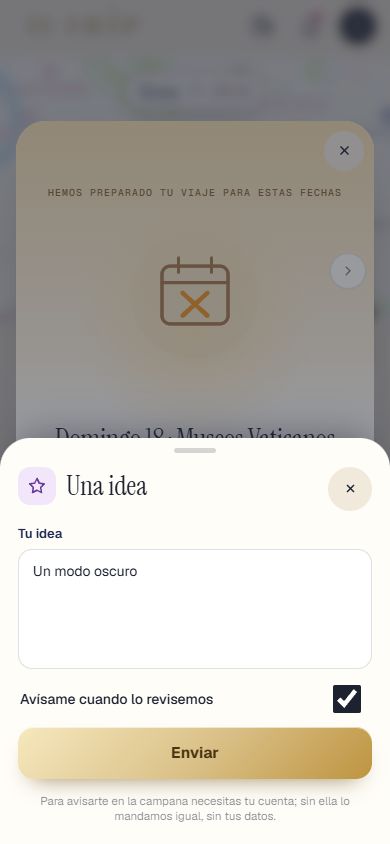 HEMOS PREPARADO TU VIAJE PARA ESTAS FECHAS
Domingo 18 · Museos Vaticanos
Una idea
Tu idea
Un modo oscuro
Avísame cuando lo revisemos
Enviar
Para avisarte en la campana necesitas tu cuenta; sin ella lo
mandamos igual, sin tus datos.